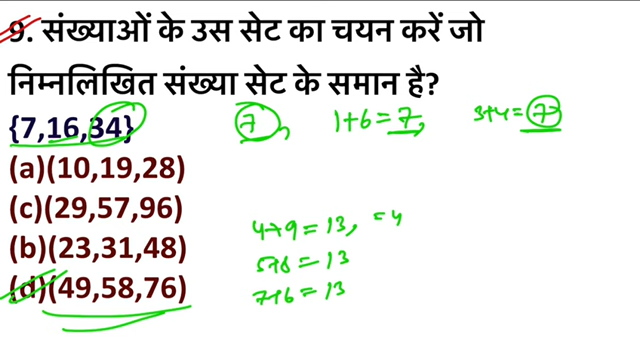 9. संख्याओं के उस सेट का चयन करें जो
निम्नलिखित संख्या सेट के समान है?
{7,16,34} 7, 1+6=7, 3+4=7
(a)(10,19,28)
(c)(29,57,96)
4+9=13, =4
(b)(23,31,48)
5+8=13
(d)(49,58,76)
7+6=13